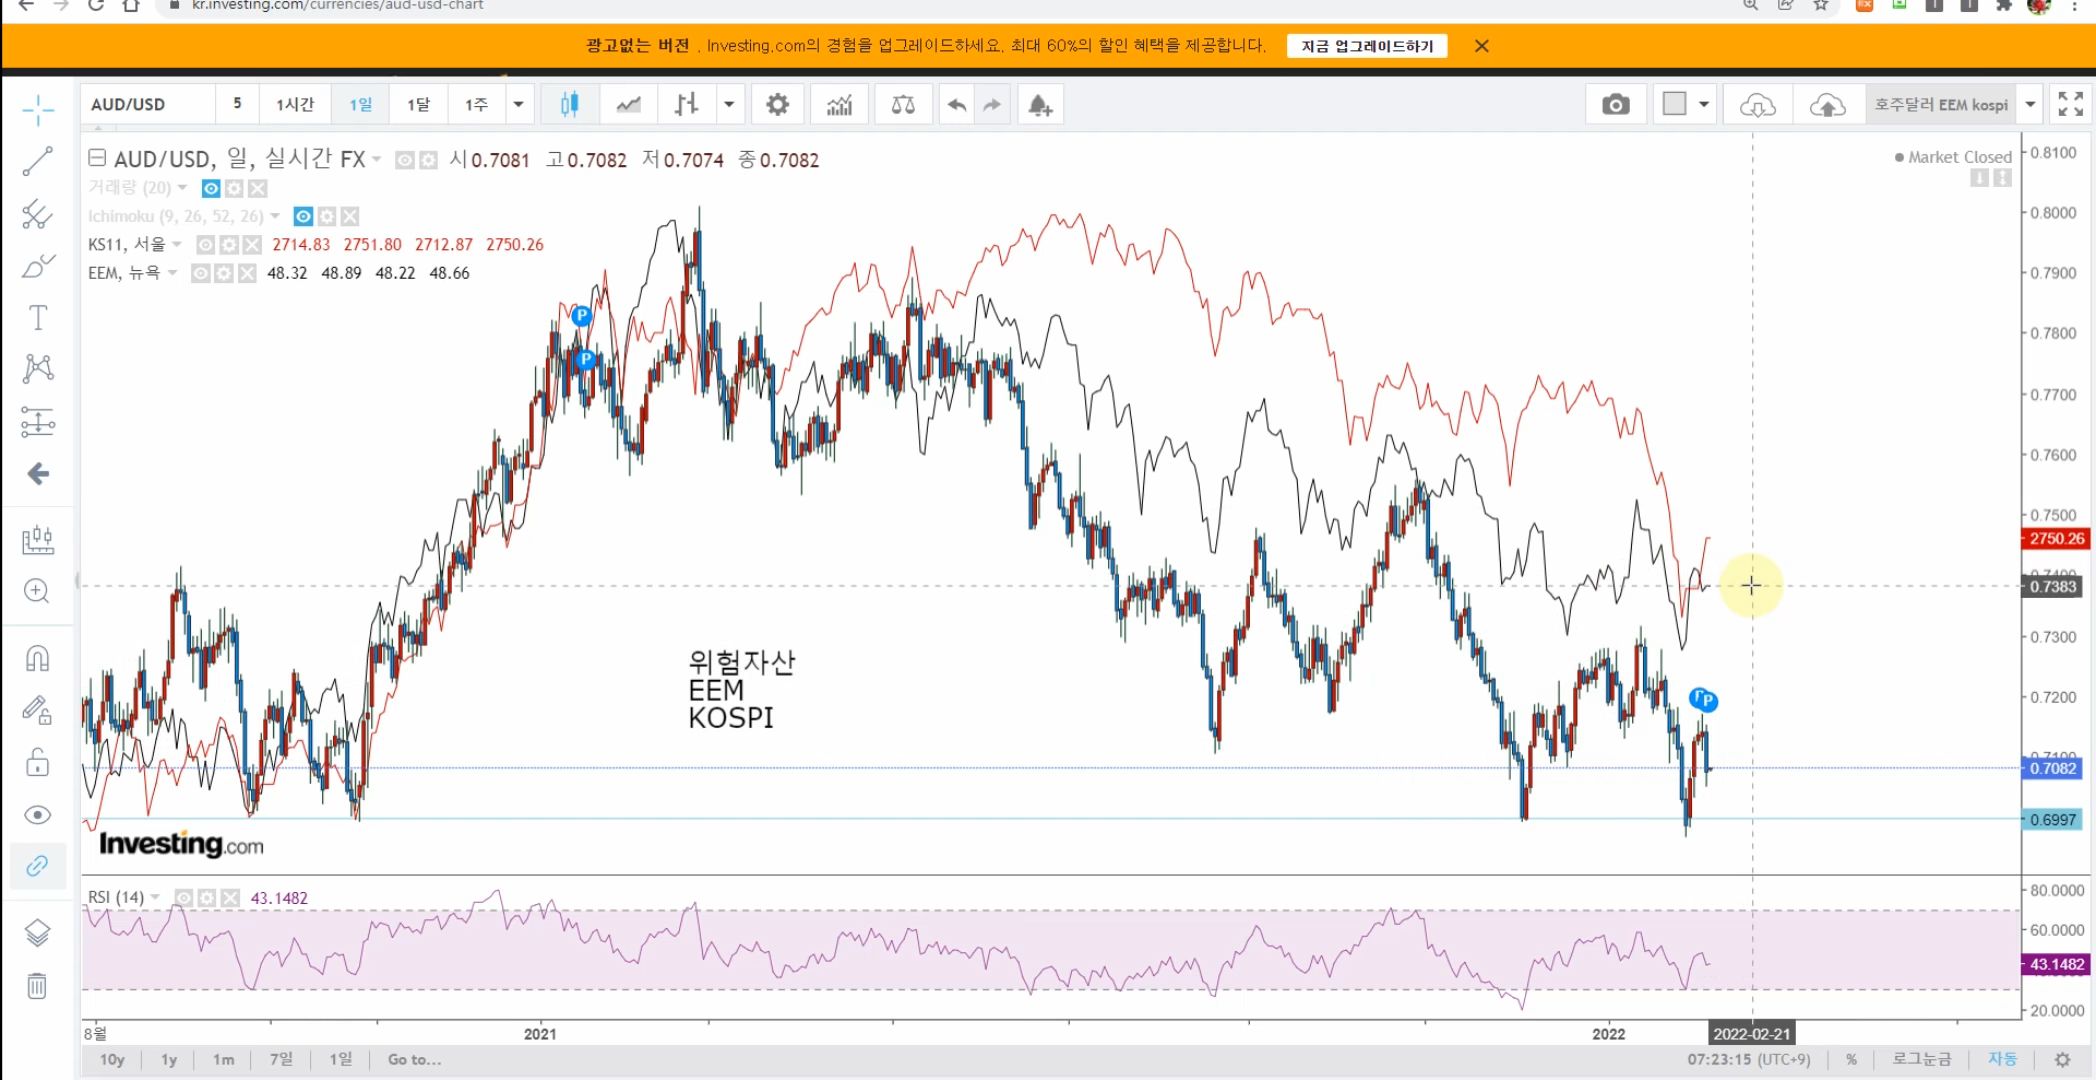 kr.investing.com/currencies/aud-usd-chart
광고없는 버전 . Investing.com의 경험을 업그레이드하세요. 최대 60%의 할인 혜택을 제공합니다. 지금 업그레이드하기
AUD/USD 5 1시간 1일 1달 1주 호주달러 EEM kospi
AUD/USD, 일, 실시간 FX 시0.7081 고0.7082 저0.7074 종0.7082
Market Closed
거래량 (20)
Ichimoku (9, 26, 52, 26)
KS11, 서울 2714.83 2751.80 2712.87 2750.26
EEM, 뉴욕 48.32 48.89 48.22 48.66
P
P
위험자산
EEM
KOSPI
P
0.8100
0.8000
0.7900
0.7800
0.7700
0.7600
0.7500
2750.26
0.7383
0.7300
0.7200
0.7100
0.7082
0.6997
Investing.com
RSI (14) 43.1482
80.0000
60.0000
43.1482
20.0000
8월 2021 2022 2022-02-21
10y 1y 1m 7일 1일 Go to... 07:23:15 (UTC+9) % 로그눈금 자동